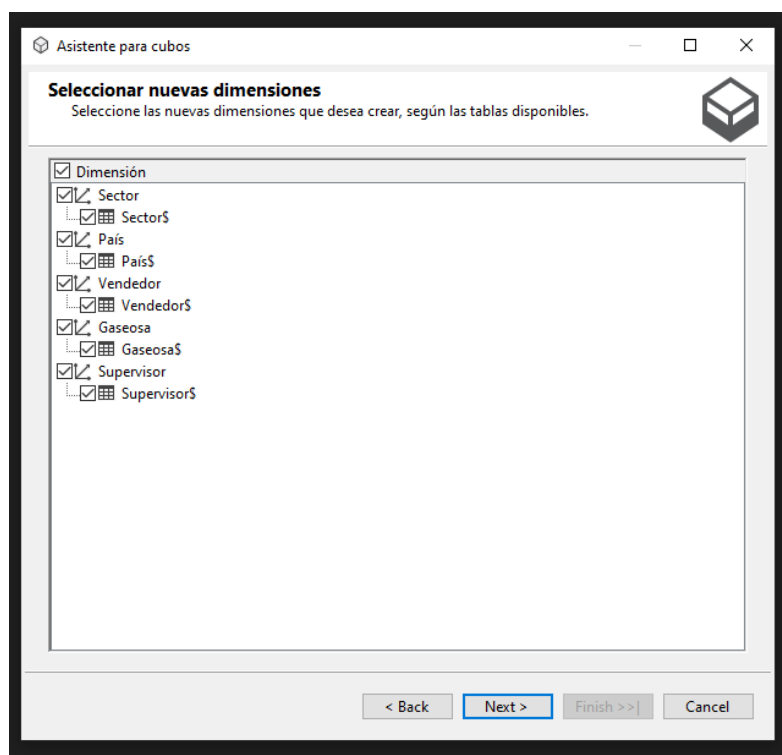 Asistente para cubos
Seleccionar nuevas dimensiones
Seleccione las nuevas dimensiones que desea crear, según las tablas disponibles.
Dimensión
Sector
Sector$
País
País$
Vendedor
Vendedor$
Gaseosa
Gaseosa$
Supervisor
Supervisor$
< Back Next > Finish >>| Cancel